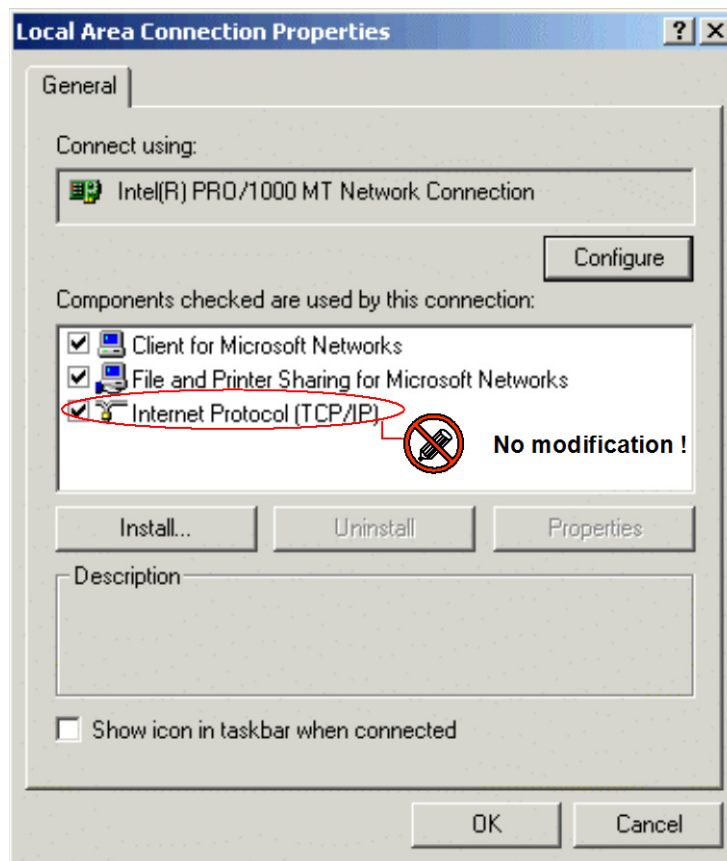 Local Area Connection Properties
General
Connect using:
Intel(R) PRO/1000 MT Network Connection
Configure
Components checked are used by this connection:
Client for Microsoft Networks
File and Printer Sharing for Microsoft Networks
Internet Protocol (TCP/IP)
No modification !
Install...
Uninstall
Properties
Description
Show icon in taskbar when connected
OK
Cancel